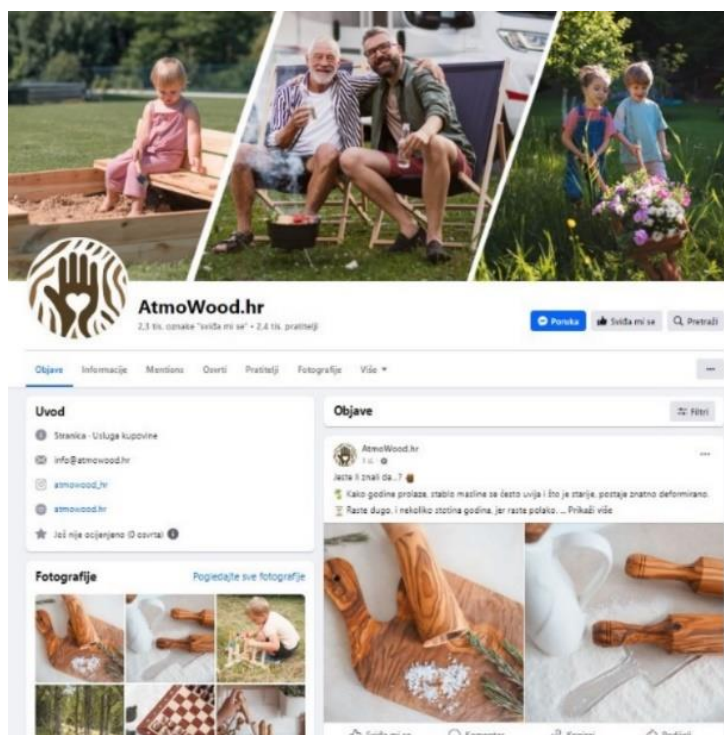 AtmoWood.hr
2,3 tis. oznake "sviđa mi se" • 2,4 tis. pratitelji
Poruka
Sviđa mi se
Pretraži
Objave
Informacije
Mentions
Osvrti
Pratitelji
Fotografije
Više
Uvod
Stranica · Usluga kupovine
info@atmowood.hr
atmowood_hr
atmowood.hr
Još nije ocijenjeno (0 osvrta)
Fotografije
Pogledajte sve fotografije
Objave
Filtri
AtmoWood.hr
Jeste li znali da...?
Kako godine prolaze, stablo masline se često uvija i što je starije, postaje znatno deformirano.
Raste dugo, i nekoliko stotina godina, jer raste polako. ... Prikaži više
Sviđa mi se
Komentar
Kopiraj
Podijeli